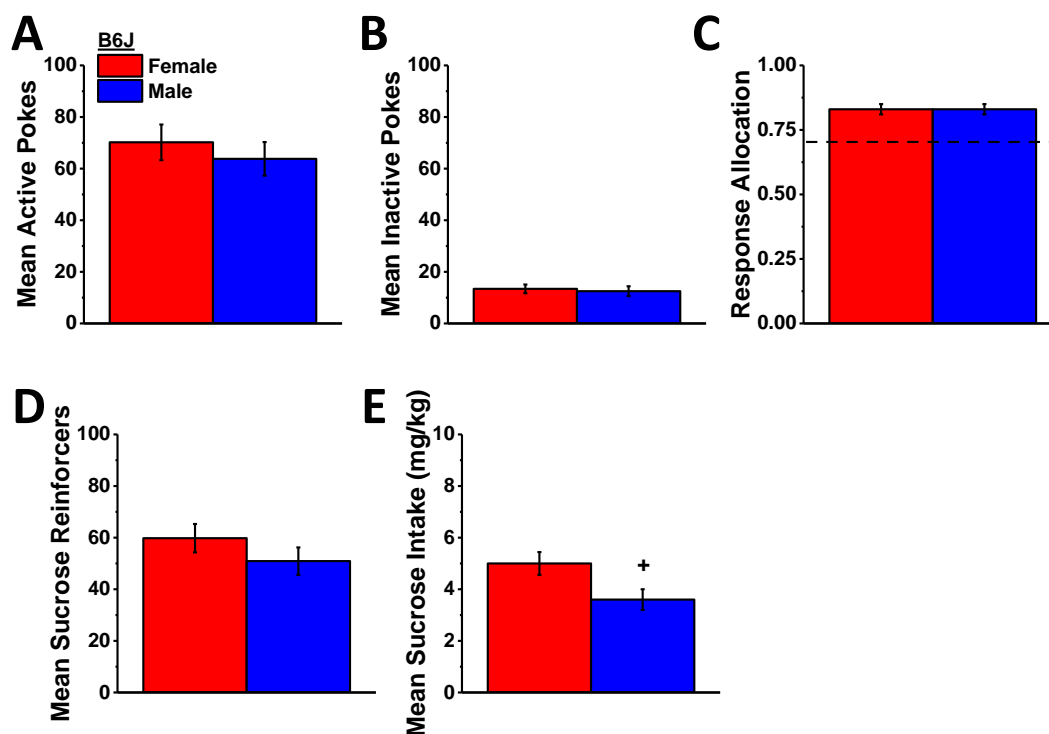 A
B6J
Female
Male
Mean Active Pokes
100
80
60
40
20
0
B
Mean Inactive Pokes
100
80
60
40
20
0
C
Response Allocation
1.00
0.75
0.50
0.25
0.00
D
Mean Sucrose Reinforcers
100
80
60
40
20
0
E
Mean Sucrose Intake (mg/kg)
10
8
6
4
2
0
+